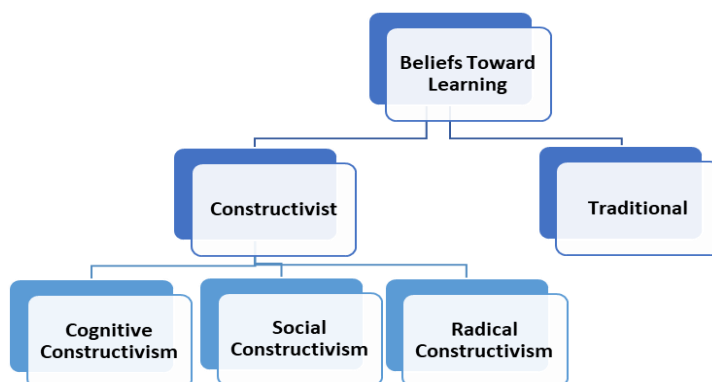 Beliefs Toward
Learning
Constructivist
Traditional
Cognitive
Constructivism
Social
Constructivism
Radical
Constructivism